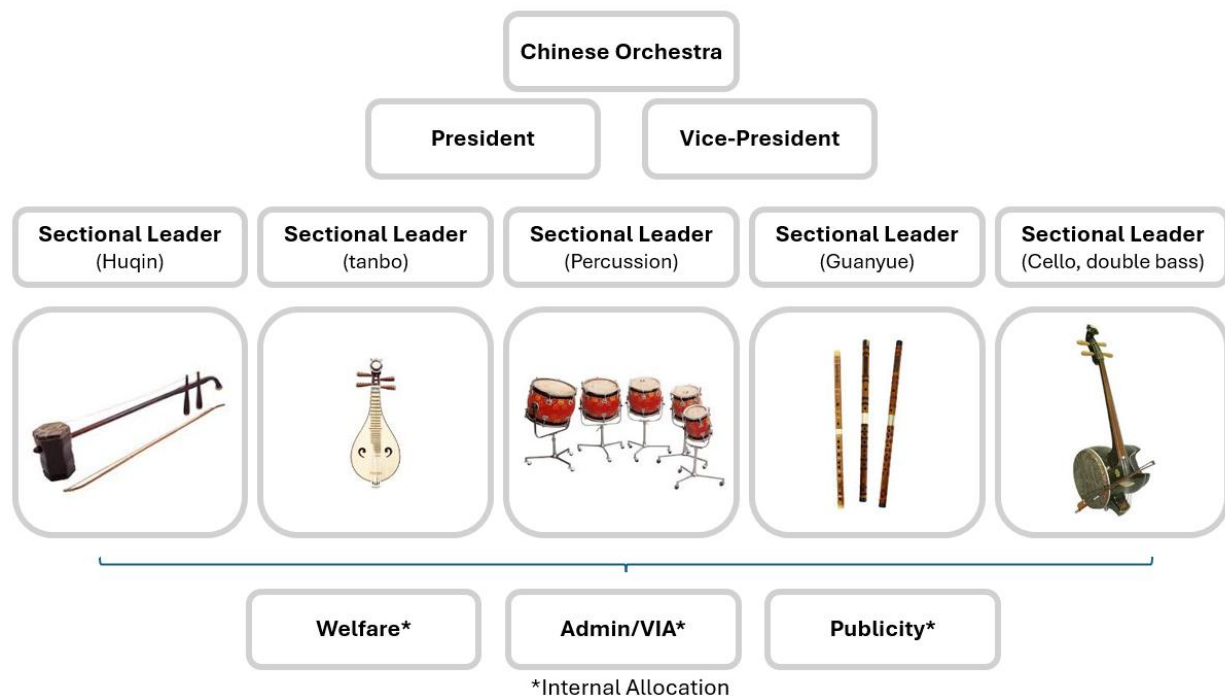 Chinese Orchestra
President
Vice-President
Sectional Leader
(Huqin)
Sectional Leader
(tanbo)
Sectional Leader
(Percussion)
Sectional Leader
(Guanyue)
Sectional Leader
(Cello, double bass)
Welfare*
Admin/VIA*
Publicity*
*Internal Allocation